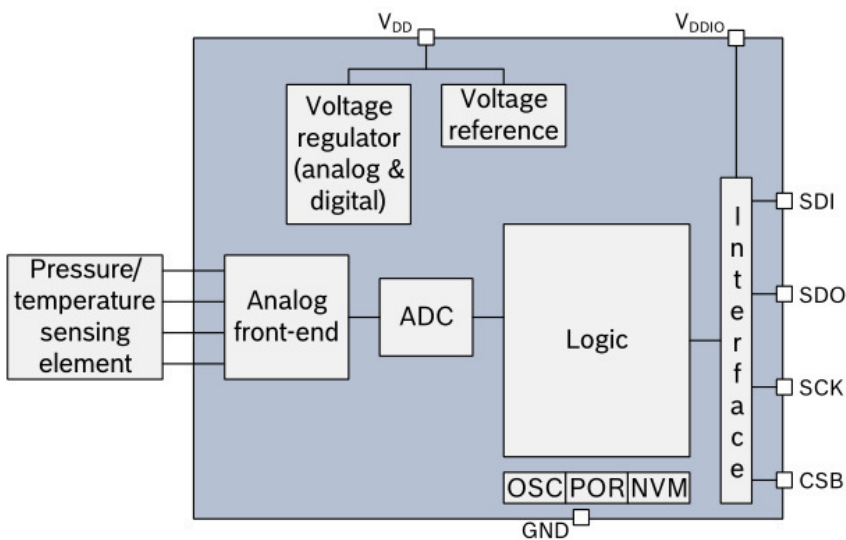 VDD
VDDIO
Voltage
regulator
(analog &
digital)
Voltage
reference
Pressure/
temperature
sensing
element
Analog
front-end
ADC
Logic
Interface
SDI
SDO
SCK
CSB
OSC POR NVM
GND